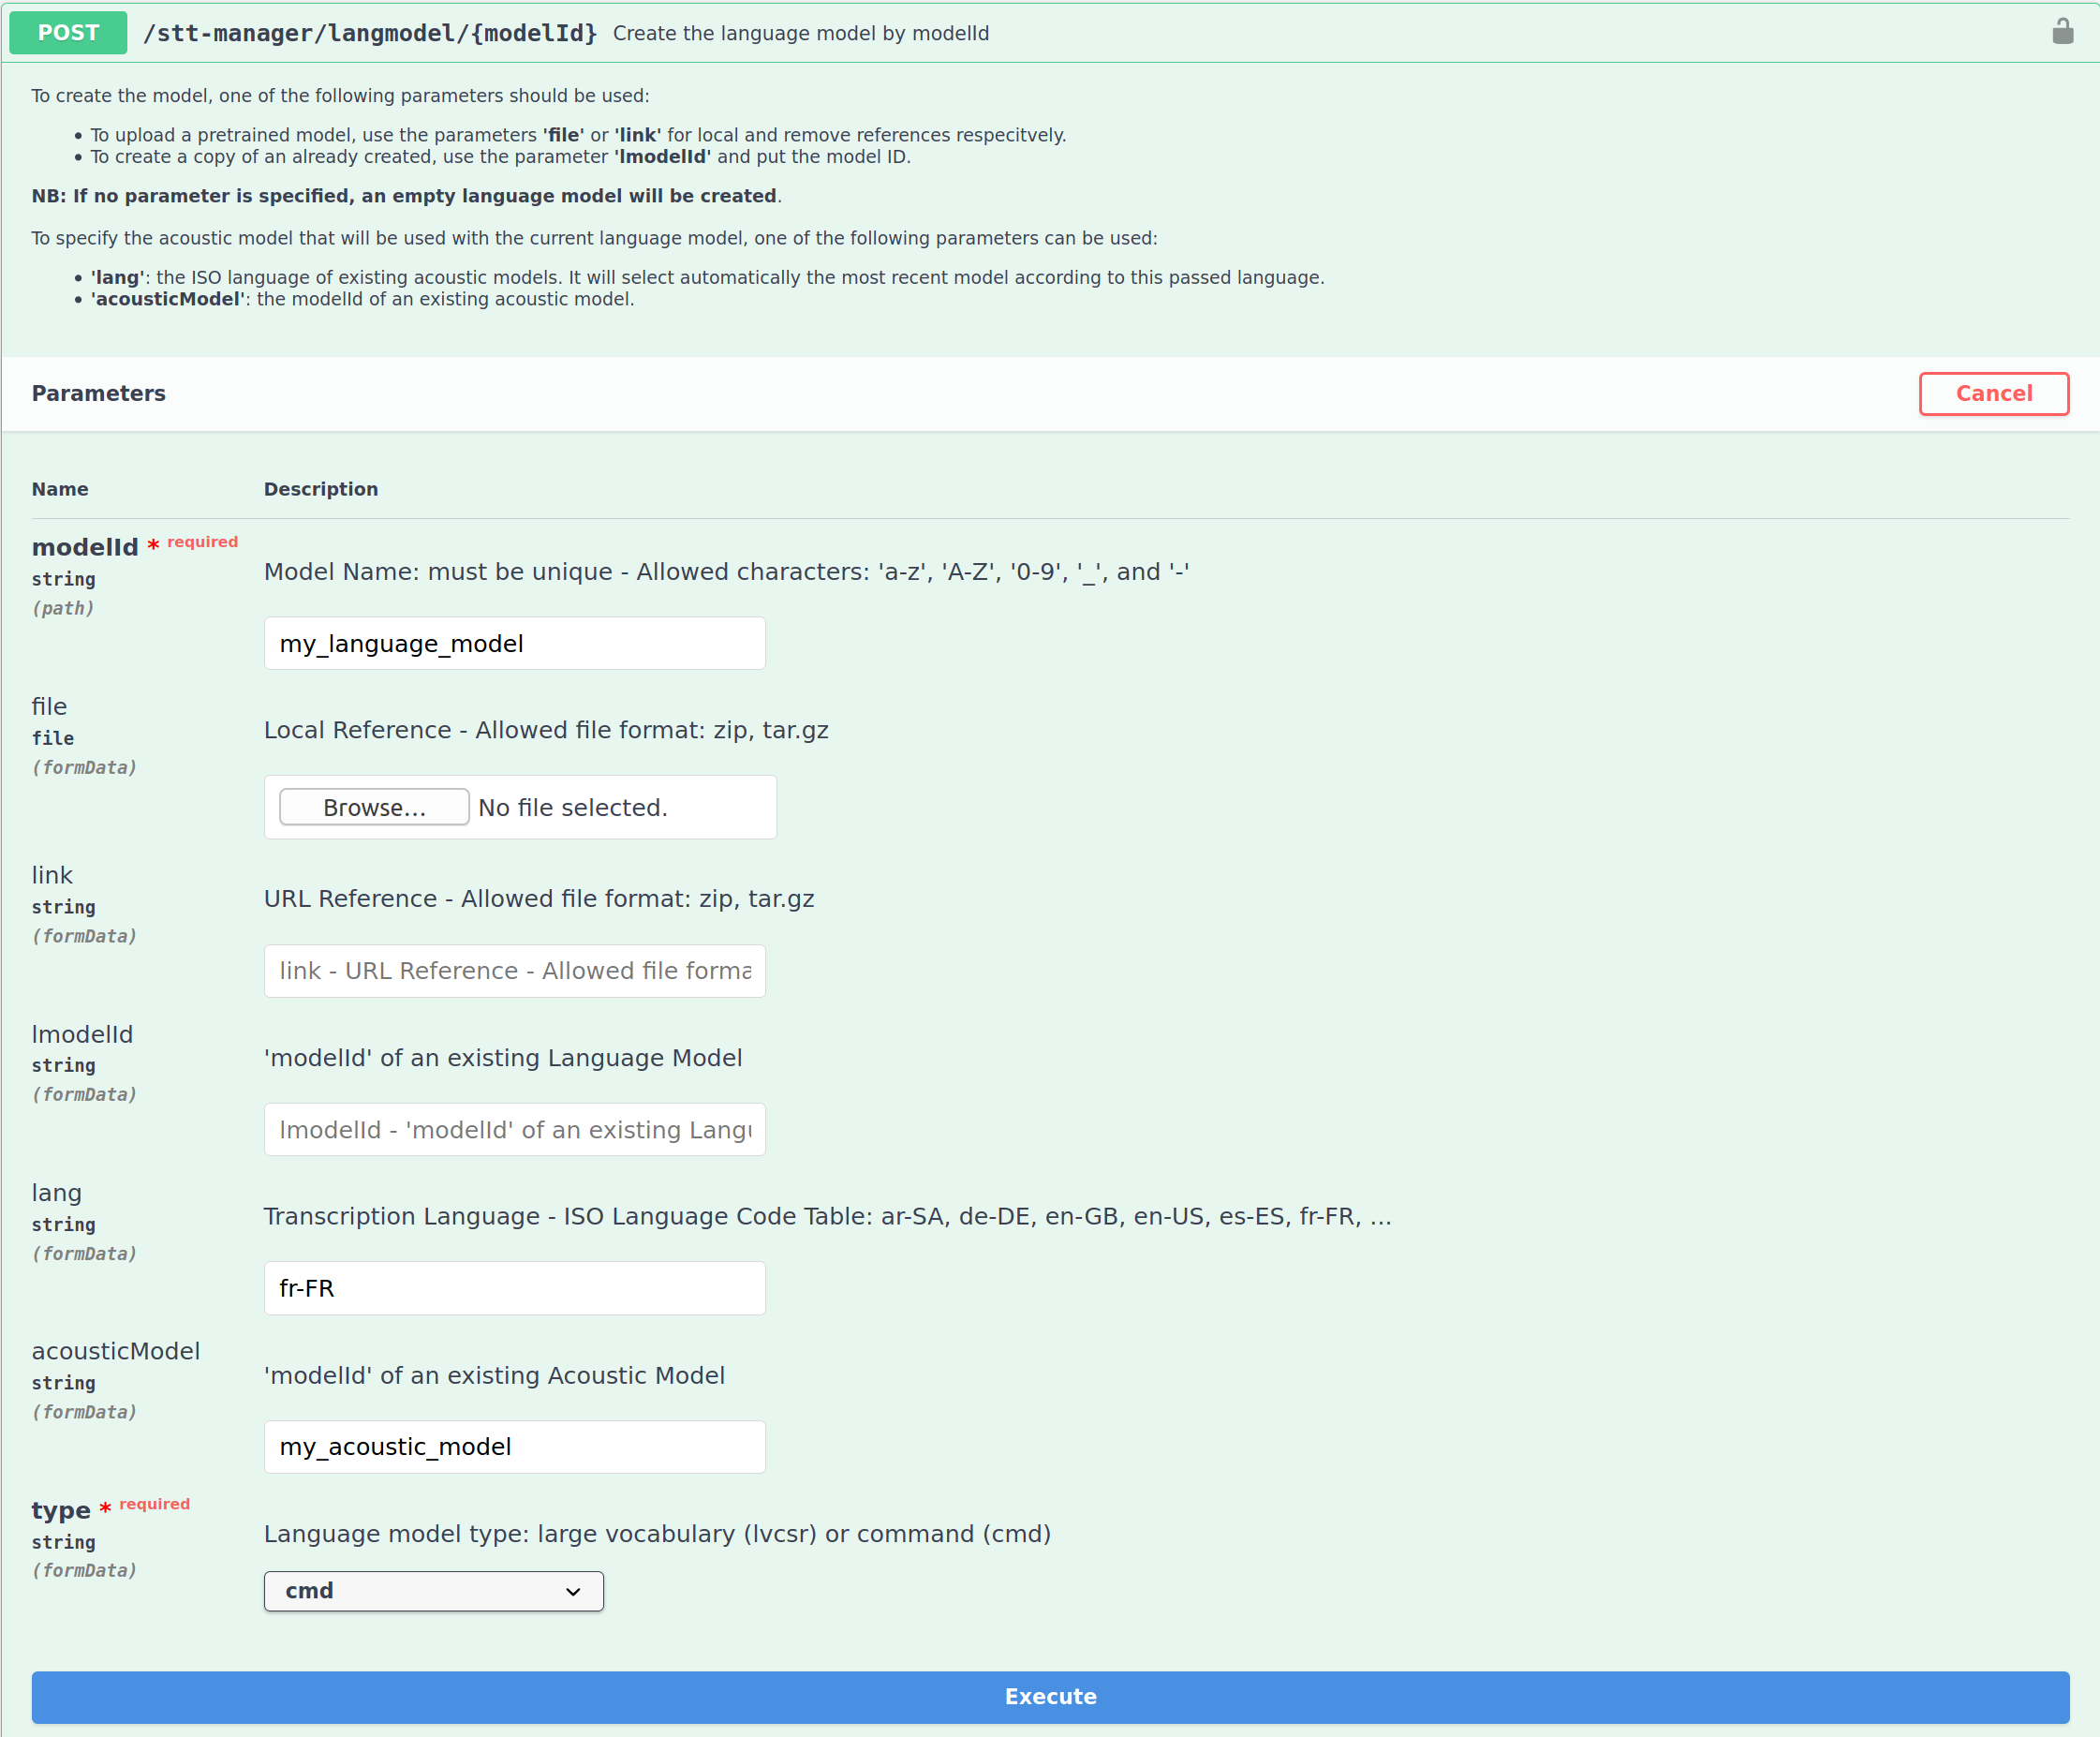 POST /stt-manager/langmodel/{modelId} Create the language model by modelId
To create the model, one of the following parameters should be used:
To upload a pretrained model, use the parameters 'file' or 'link' for local and remove references respecitvely.
To create a copy of an already created, use the parameter 'lmodelId' and put the model ID.
NB: If no parameter is specified, an empty language model will be created.
To specify the acoustic model that will be used with the current language model, one of the following parameters can be used:
'lang': the ISO language of existing acoustic models. It will select automatically the most recent model according to this passed language.
'acousticModel': the modelId of an existing acoustic model.
Parameters Cancel
Name Description
modelId * required
string
(path)
Model Name: must be unique - Allowed characters: 'a-z', 'A-Z', '0-9', '_', and '-'
my_language_model
file
file
(formData)
Local Reference - Allowed file format: zip, tar.gz
Browse... No file selected.
link
string
(formData)
URL Reference - Allowed file format: zip, tar.gz
link - URL Reference - Allowed file forma
lmodelId
string
(formData)
'modelId' of an existing Language Model
lmodelId - 'modelId' of an existing Langu
lang
string
(formData)
Transcription Language - ISO Language Code Table: ar-SA, de-DE, en-GB, en-US, es-ES, fr-FR, ...
fr-FR
acousticModel
string
(formData)
'modelId' of an existing Acoustic Model
my_acoustic_model
type * required
string
(formData)
Language model type: large vocabulary (lvcsr) or command (cmd)
cmd
Execute